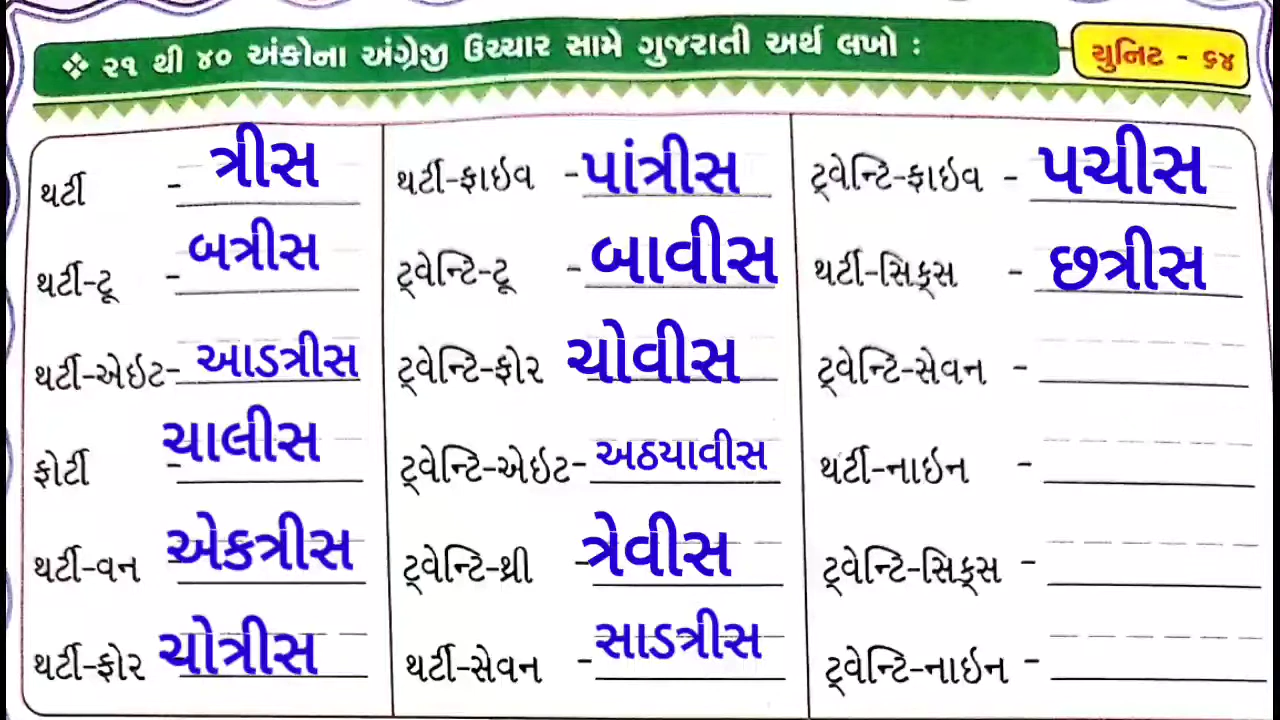 ❖ ૨૧ થી ૪૦ અંકોના અંગ્રેજી ઉચ્ચાર સામે ગુજરાતી અર્થ લખો :
યુનિટ - ૬૪
થર્ટી - ત્રીસ
થર્ટી-ટૂ - બત્રીસ
થર્ટી-એઇટ- આડત્રીસ
ફોર્ટી - ચાલીસ
થર્ટી-વન - એકત્રીસ
થર્ટી-ફોર ચોત્રીસ
થર્ટી-ફાઇવ - પાંત્રીસ
ટ્વેન્ટિ-ટૂ - બાવીસ
ટ્વેન્ટિ-ફોર ચોવીસ
ટ્વેન્ટિ-એઇટ- અઠયાવીસ
ટ્વેન્ટિ-થ્રી - ત્રેવીસ
થર્ટી-સેવન - સાડત્રીસ
ટ્વેન્ટિ-ફાઇવ - પચીસ
થર્ટી-સિક્સ - છત્રીસ
ટ્વેન્ટિ-સેવન -
થર્ટી-નાઇન -
ટ્વેન્ટિ-સિક્સ -
ટ્વેન્ટિ-નાઇન -